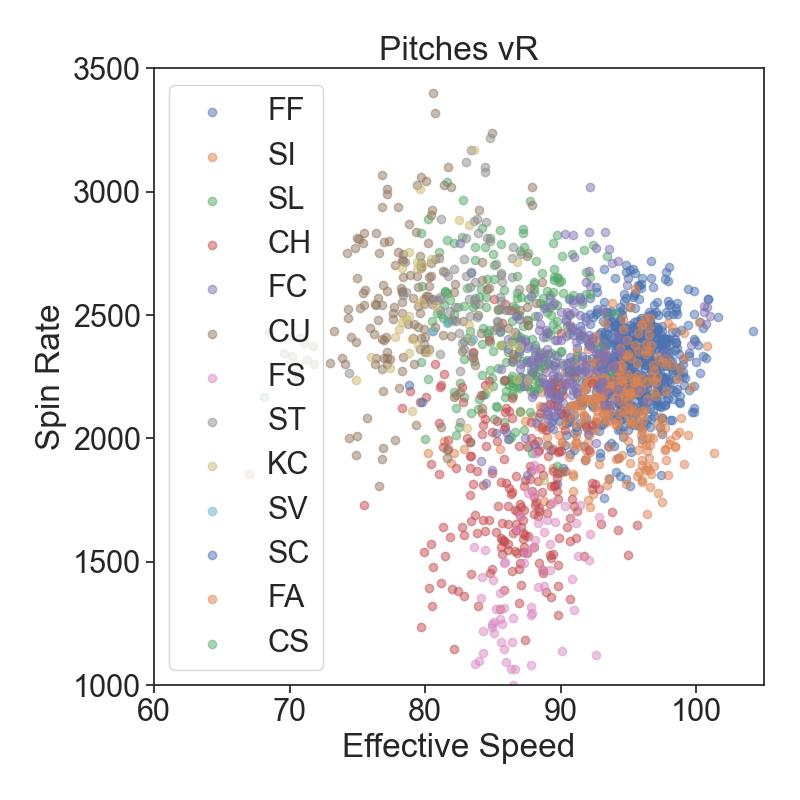 Pitches vR
3500
3000
2500
2000
1500
1000
Spin Rate
FF
SI
SL
CH
FC
CU
FS
ST
KC
SV
SC
FA
CS
60 70 80 90 100
Effective Speed